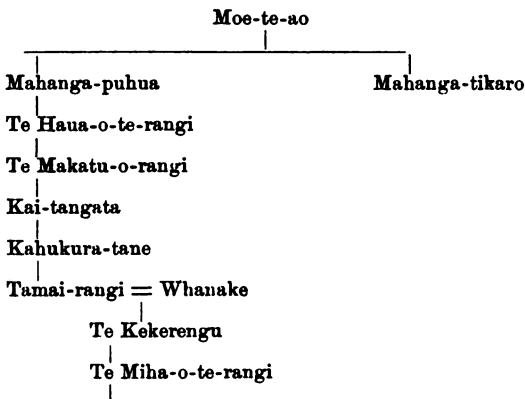 Moe-te-ao
Mahanga-puhua Mahanga-tikaro
Te Haua-o-te-rangi
Te Makatu-o-rangi
Kai-tangata
Kahukura-tane
Tamai-rangi = Whanake
Te Kekerengu
Te Miha-o-te-rangi